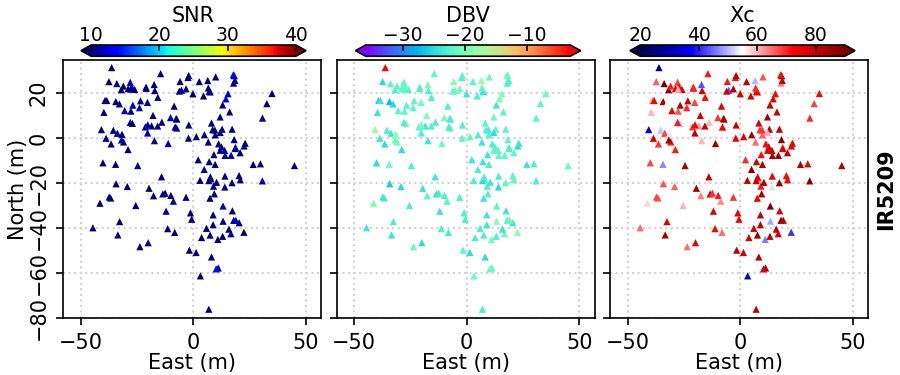 SNR DBV Xc
10 20 30 40 −30 −20 −10 20 40 60 80
North (m)
20
0
−20
−40
−60
−80
−50 0 50 −50 0 50 −50 0 50
East (m) East (m) East (m)
IR5209